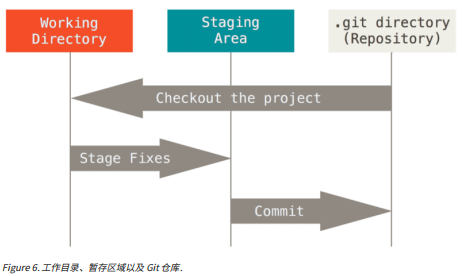 Working
Directory
Staging
Area
.git directory
(Repository)
Checkout the project
Stage Fixes
Commit
Figure 6. 工作目录、暂存区域以及 Git 仓库.